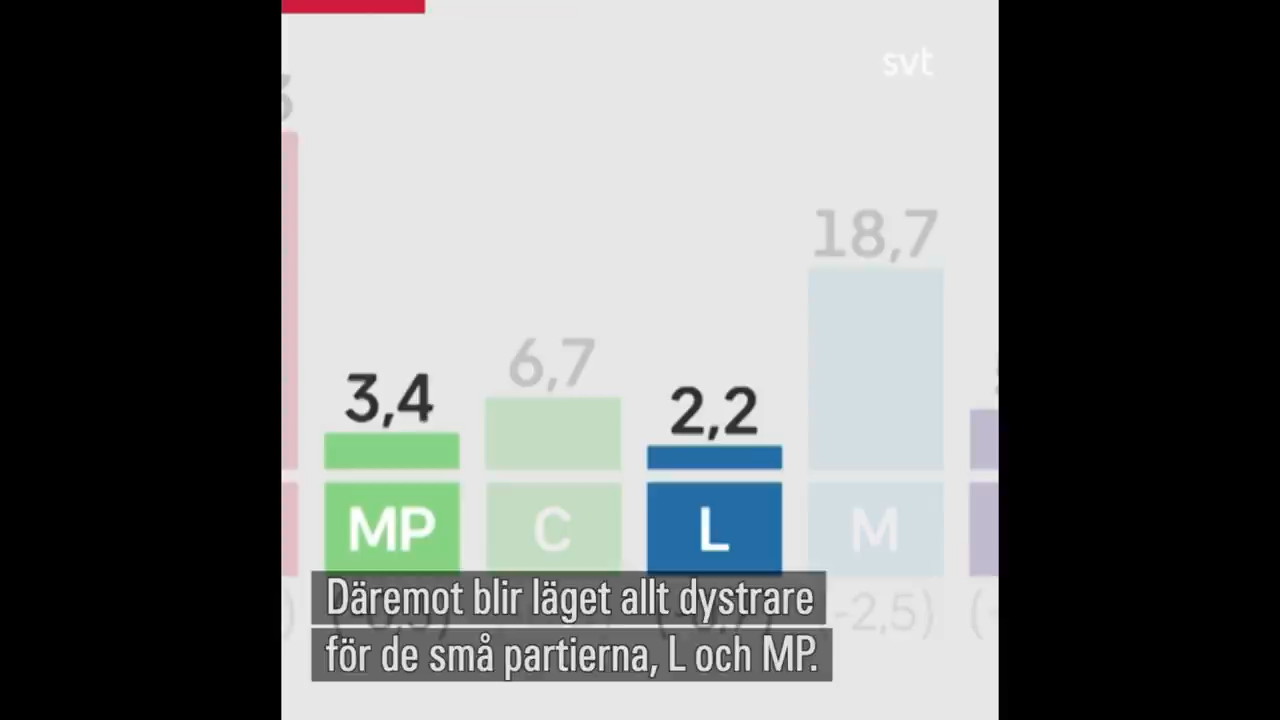 svt
18,7
6,7
3,4
2,2
MP
C
L
M
(-2,5)
Däremot blir läget allt dystrare
för de små partierna, L och MP.